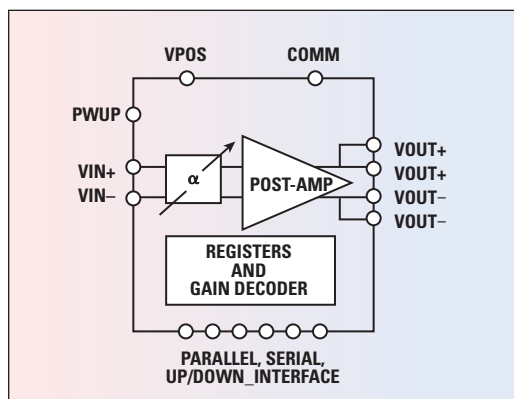 VPOS
COMM
PWUP
VIN+
VIN–
α
POST-AMP
VOUT+
VOUT+
VOUT–
VOUT–
REGISTERS
AND
GAIN DECODER
PARALLEL, SERIAL,
UP/DOWN_INTERFACE